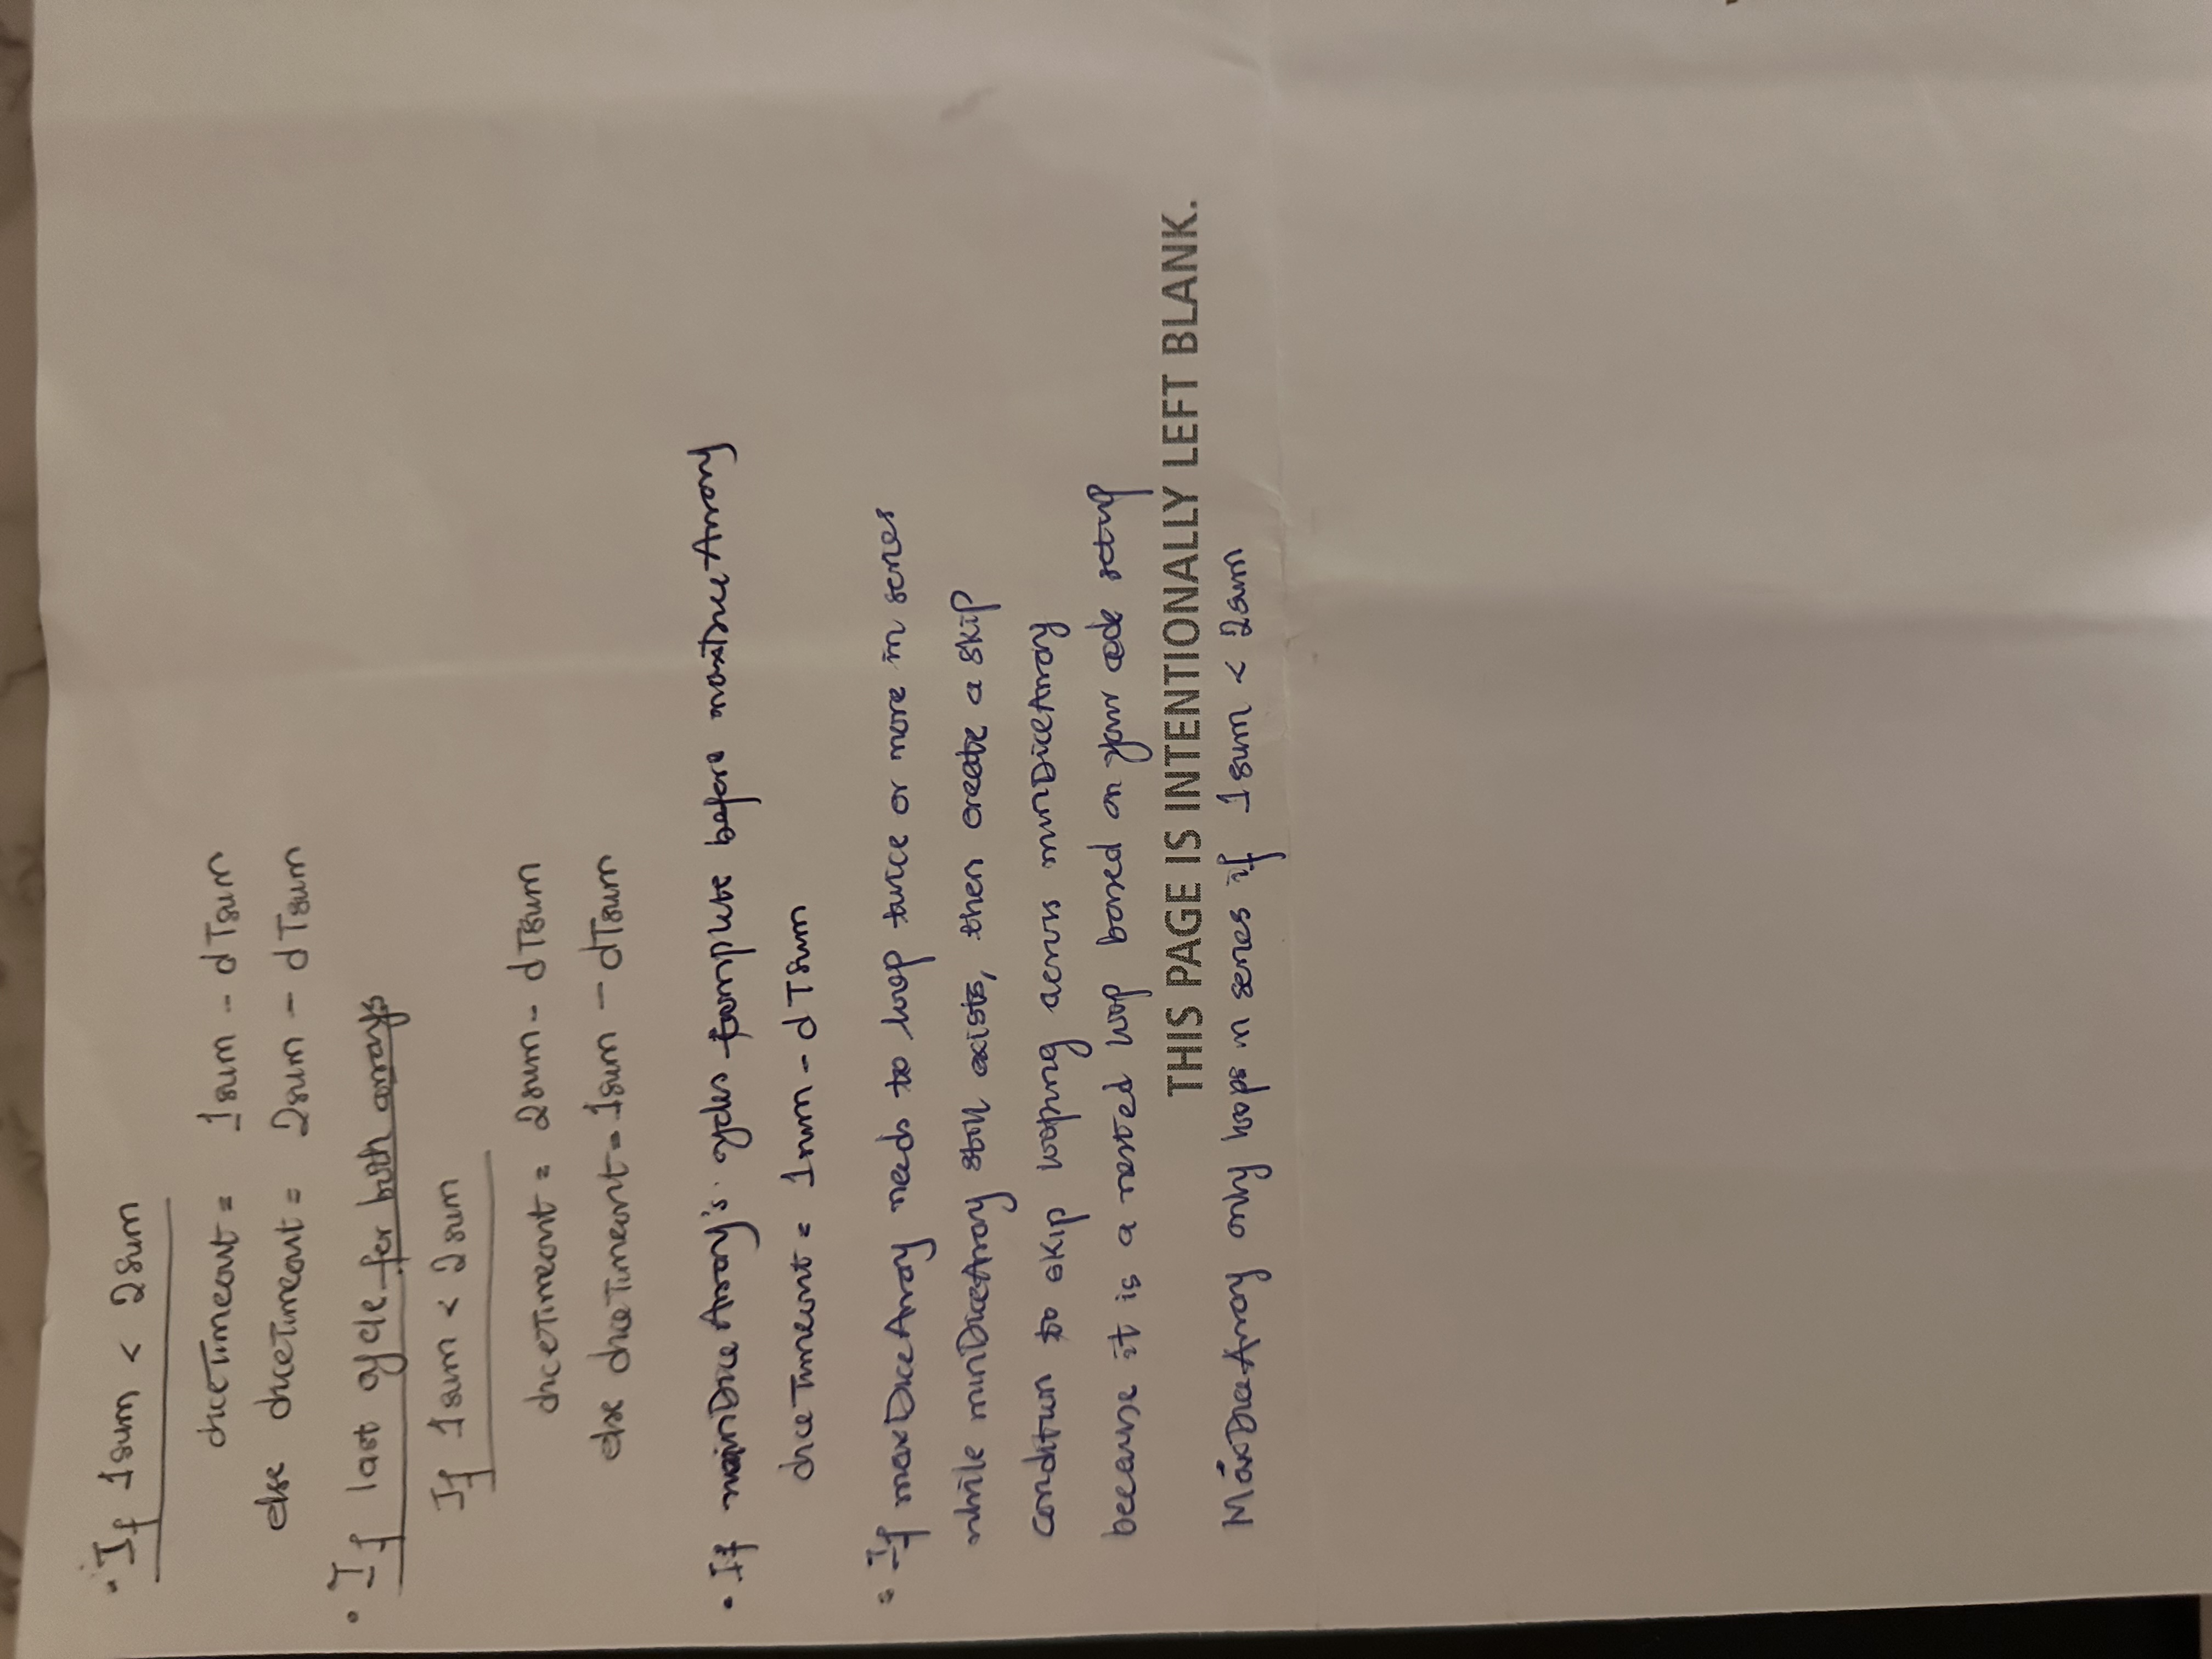 • If 1sum < 2sum
diceTimeout = 1sum - dTsum
else diceTimeout = 2sum - dTsum
• If last cycle for both arrays
If 1sum < 2sum
diceTimeout = 2sum - dTsum
else diceTimeout = 1sum - dTsum
• If minDiceArray's cycles complete before maxDiceArray
diceTimeout = 1sum - dTsum
• If maxDiceArray needs to loop twice or more in series
while minDiceArray still exists, then create a skip
condition to skip looping across minDiceArray
because it is a nested loop based on your code setup
THIS PAGE IS INTENTIONALLY LEFT BLANK.
MaxDiceArray only loops in series if 1sum < 2sum